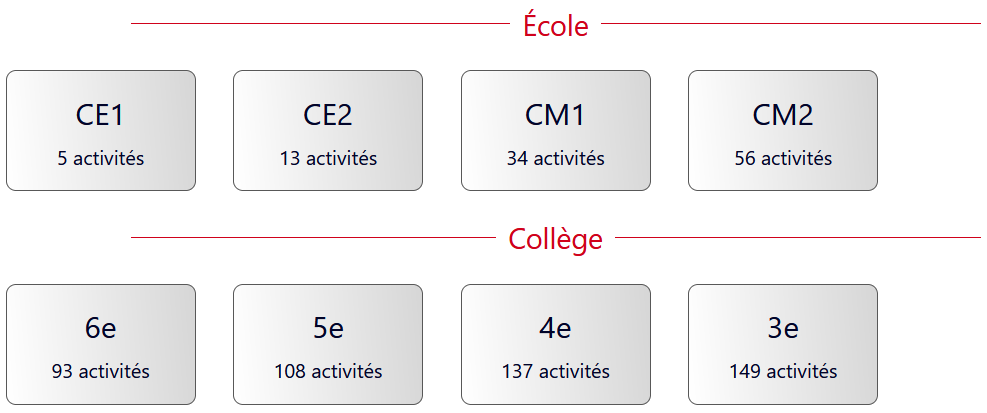 École
CE1
5 activités
CE2
13 activités
CM1
34 activités
CM2
56 activités
Collège
6e
93 activités
5e
108 activités
4e
137 activités
3e
149 activités